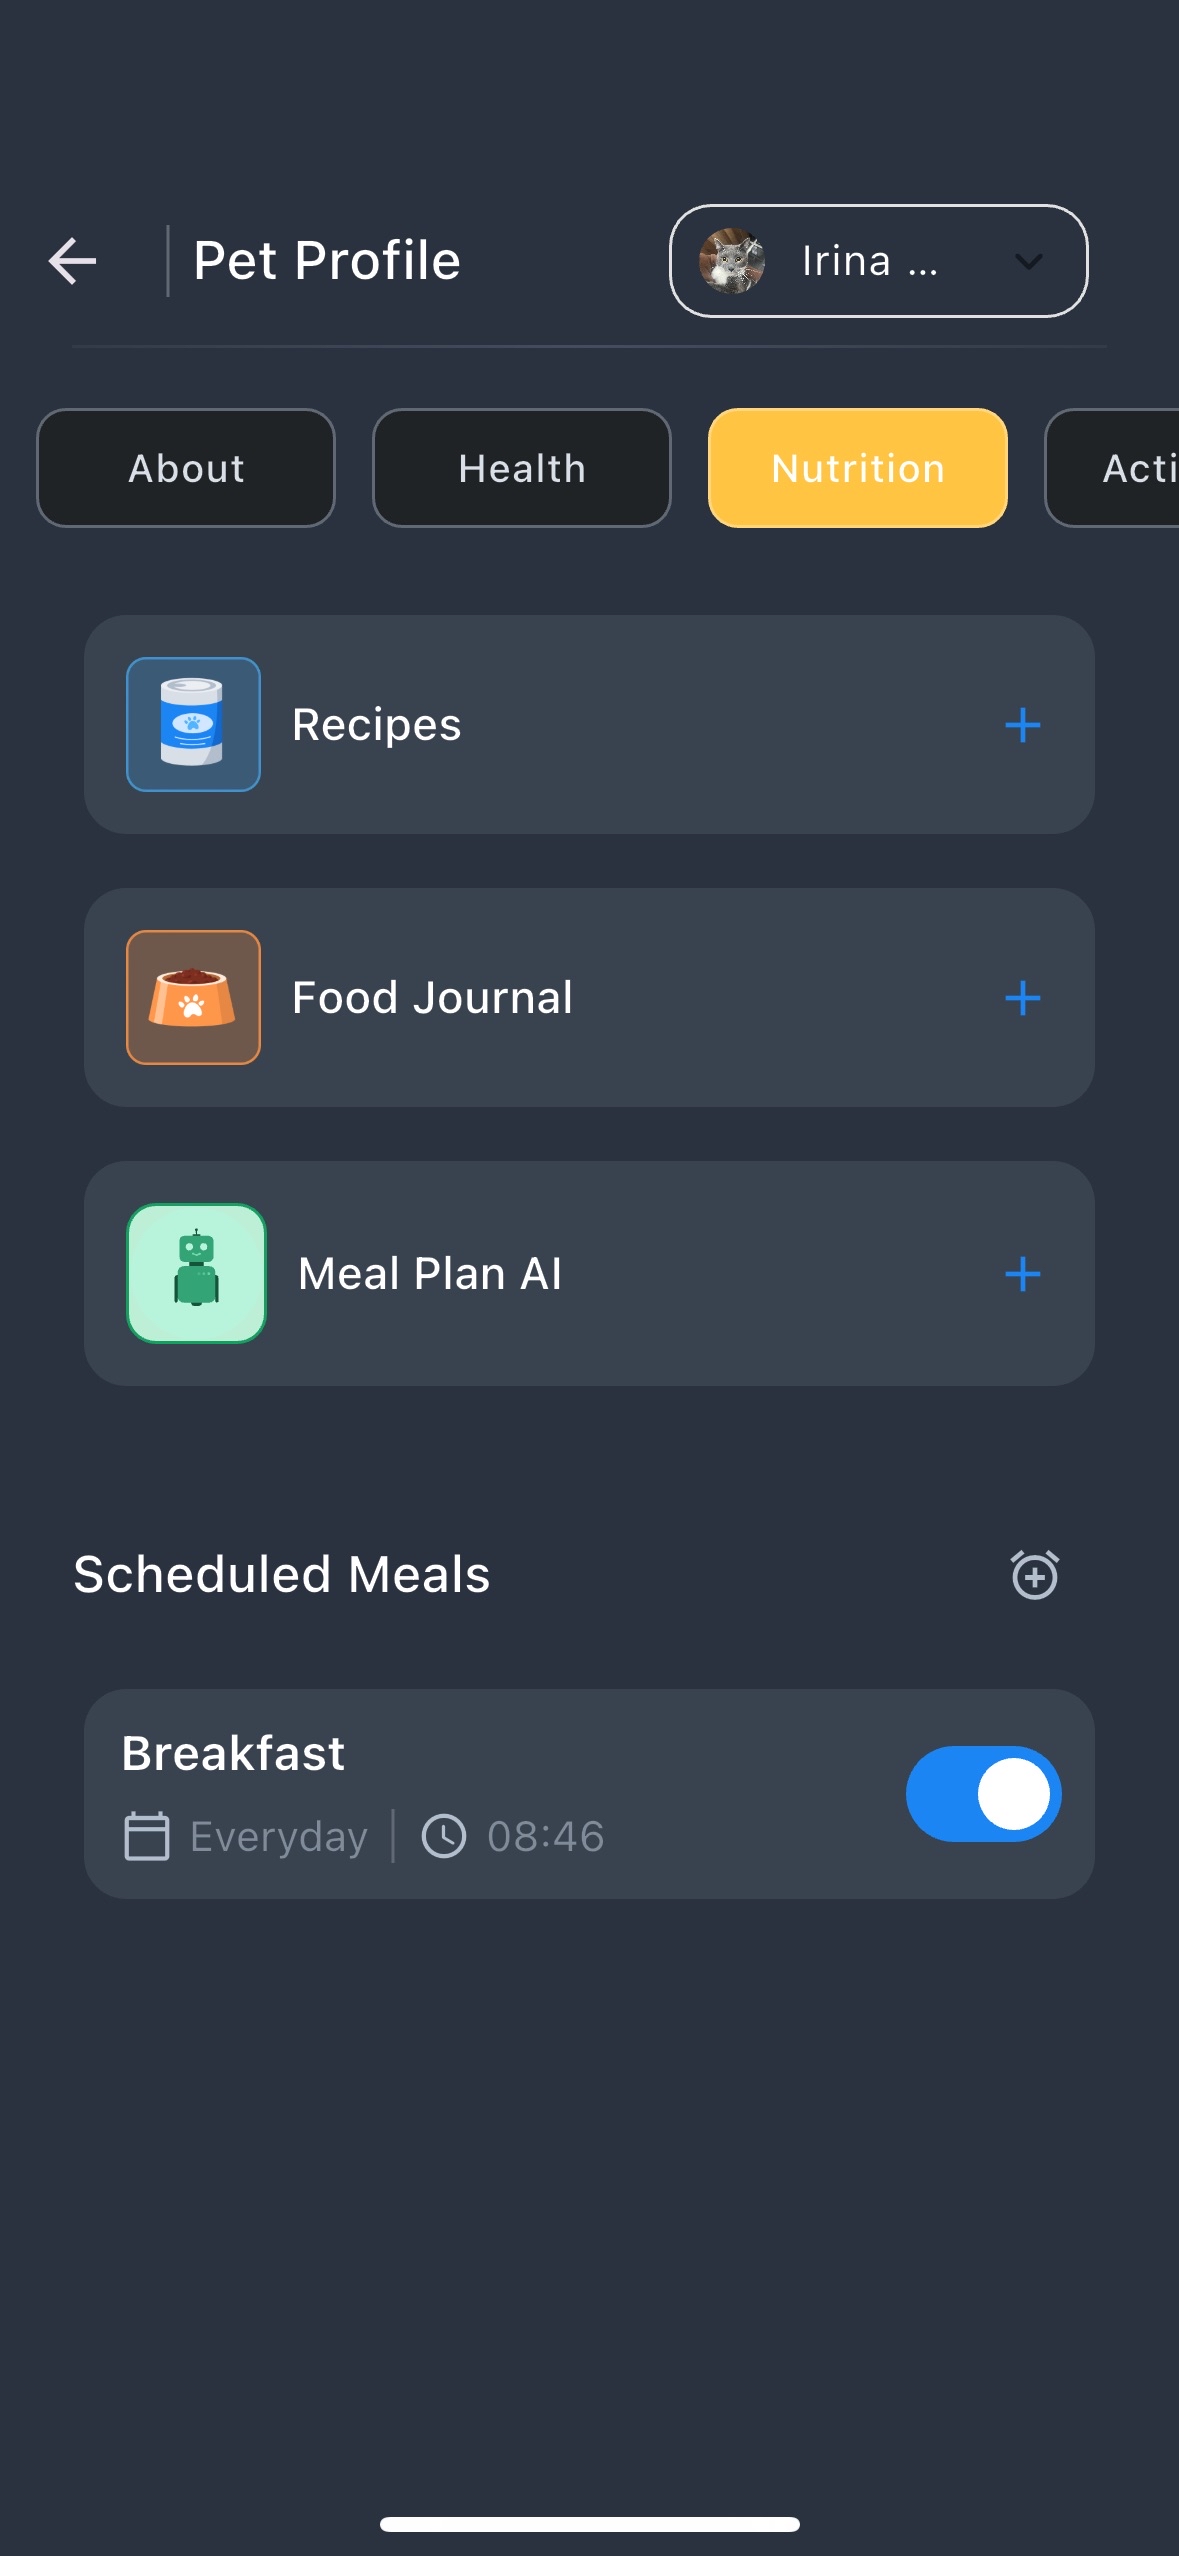 Pet Profile
Irina ...
About
Health
Nutrition
Acti
Recipes
Food Journal
Meal Plan AI
Scheduled Meals
Breakfast
Everyday
08:46